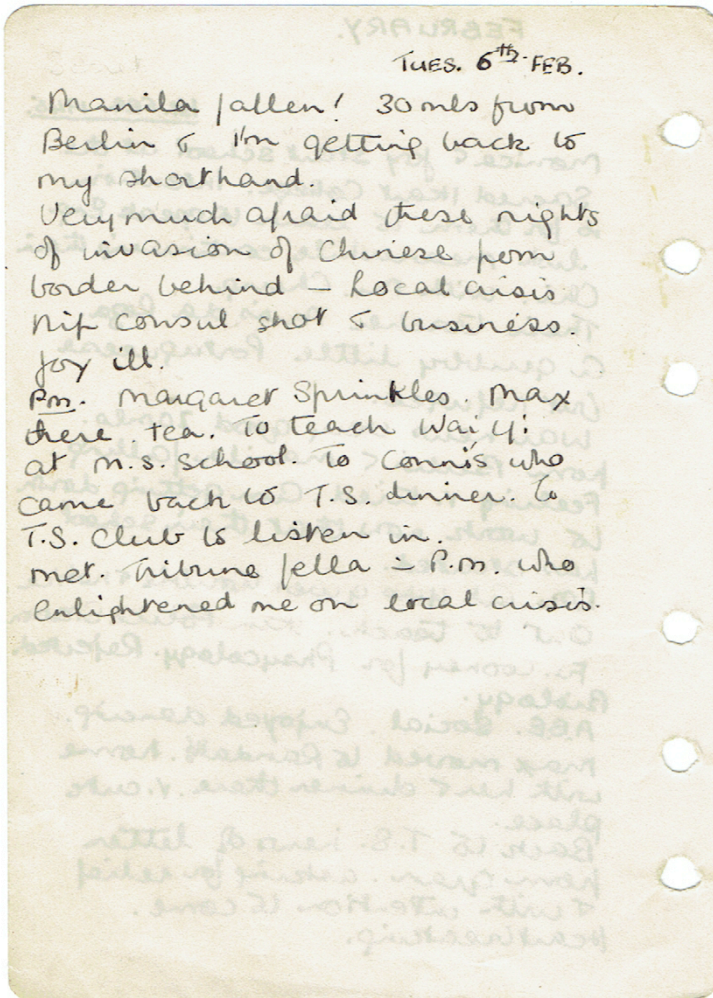 TUES. 6th FEB.
Manila fallen! 30 mls from
Berlin & I'm getting back to
my shorthand.
Very much afraid these nights
of invasion of Chinese from
border behind – Local crisis
Nip consul shot & business.
Joy ill.
P.m. Margaret Sprinkles. Max
there. tea. To teach Wai Y:
at N.S. School. To Connis who
came back to T.S. dinner. To
T.S. Club to listen in.
met. Tribune fella – P.M. who
enlightened me on local crisis.